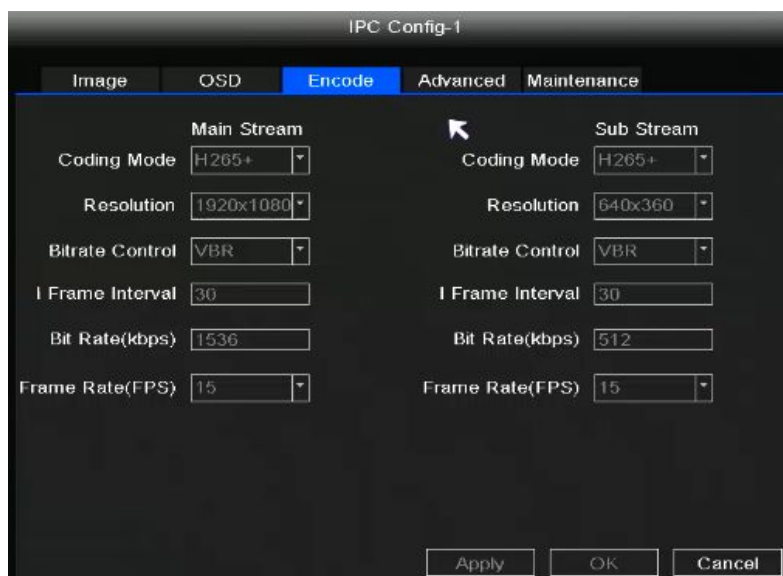 IPC Config-1
Image OSD Encode Advanced Maintenance
Main Stream Sub Stream
Coding Mode H265+ Coding Mode H265+
Resolution 1920x1080 Resolution 640x360
Bitrate Control VBR Bitrate Control VBR
I Frame Interval 30 I Frame Interval 30
Bit Rate(kbps) 1536 Bit Rate(kbps) 512
Frame Rate(FPS) 15 Frame Rate(FPS) 15
Apply OK Cancel